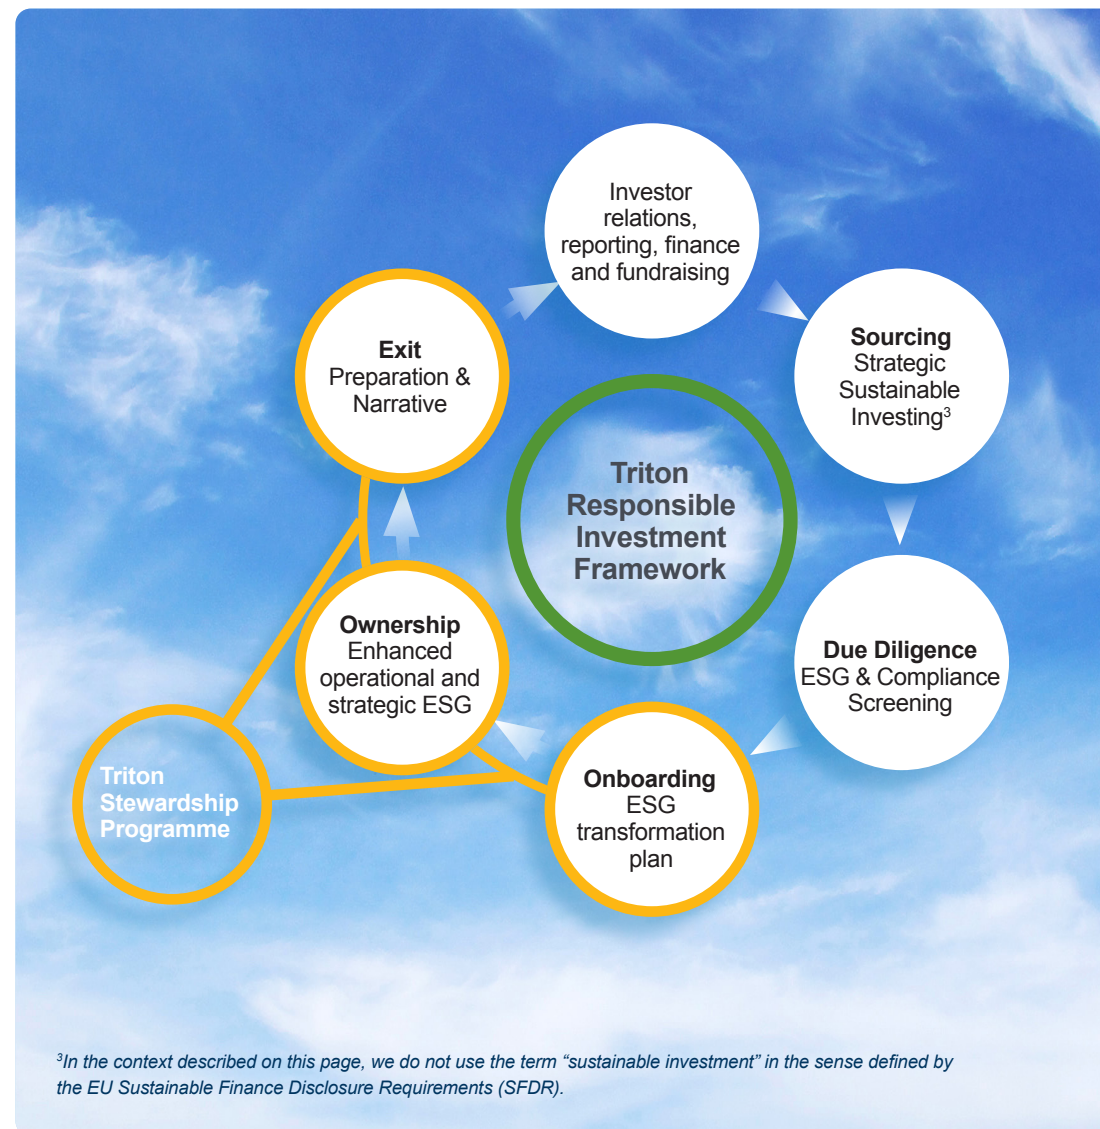 Investor
relations,
reporting, finance
and fundraising
Sourcing
Strategic
Sustainable
Investing³
Due Diligence
ESG & Compliance
Screening
Onboarding
ESG
transformation
plan
Ownership
Enhanced
operational and
strategic ESG
Exit
Preparation &
Narrative
Triton
Responsible
Investment
Framework
Triton
Stewardship
Programme
³In the context described on this page, we do not use the term “sustainable investment” in the sense defined by
the EU Sustainable Finance Disclosure Requirements (SFDR).